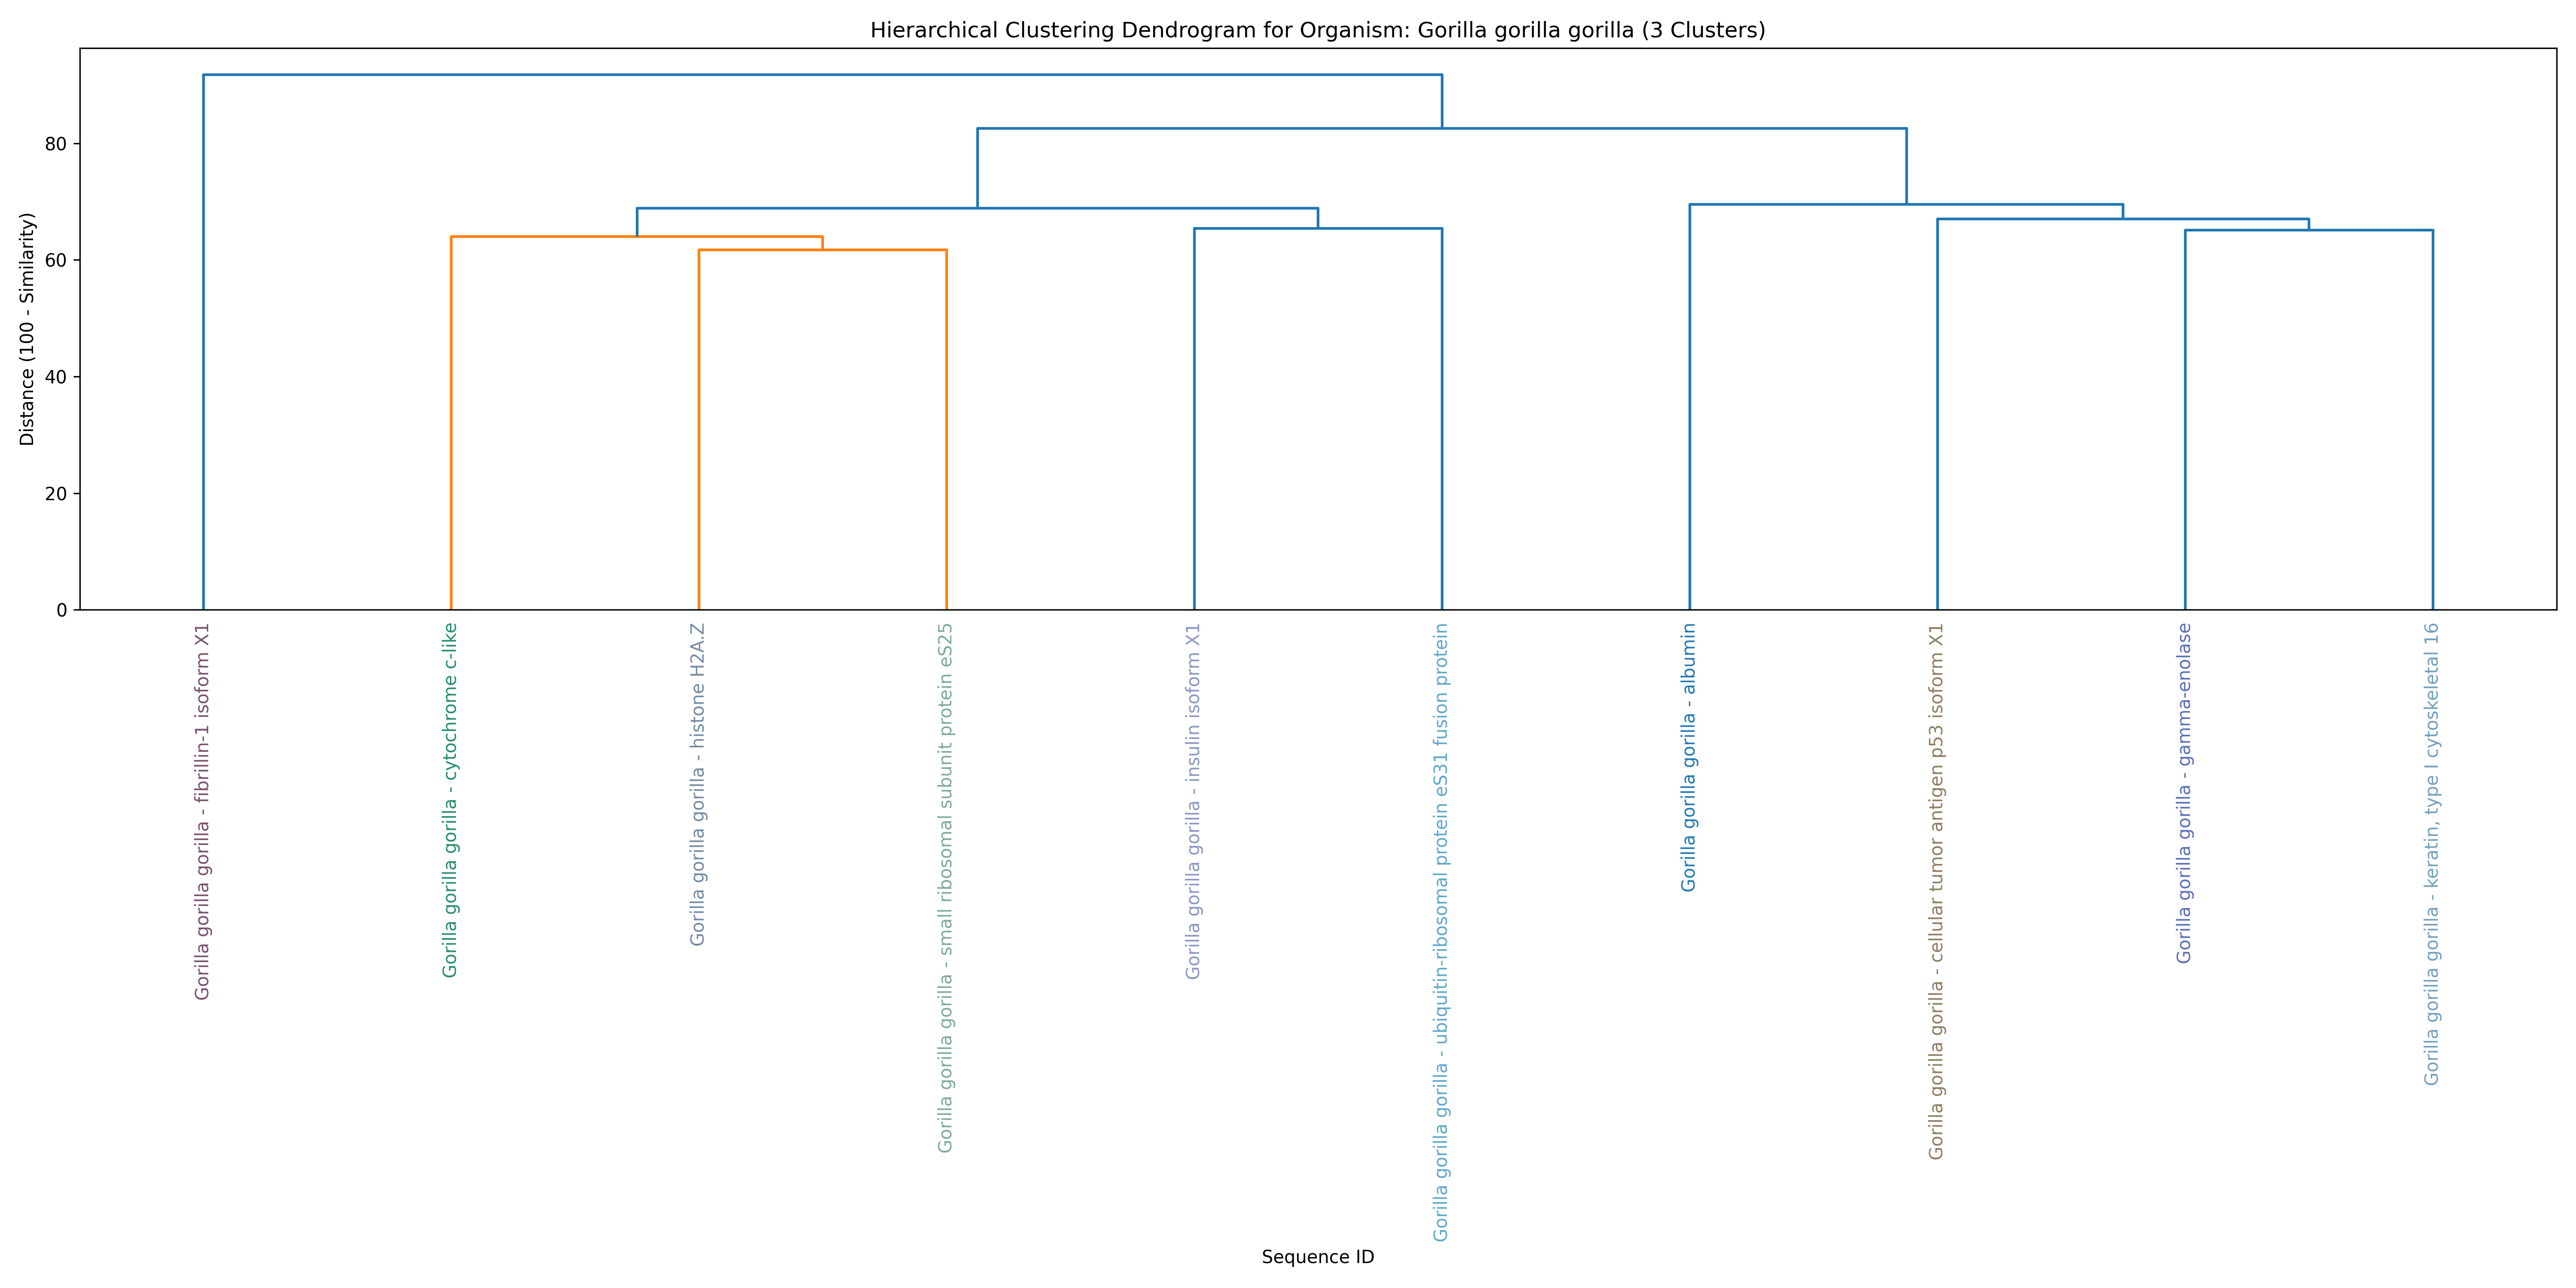 Hierarchical Clustering Dendrogram for Organism: Gorilla gorilla gorilla (3 Clusters)
Distance (100 - Similarity)
80
60
40
20
0
Gorilla gorilla gorilla - fibrillin-1 isoform X1
Gorilla gorilla gorilla - cytochrome c-like
Gorilla gorilla gorilla - histone H2A.Z
Gorilla gorilla gorilla - small ribosomal subunit protein eS25
Gorilla gorilla gorilla - insulin isoform X1
Gorilla gorilla gorilla - ubiquitin-ribosomal protein eS31 fusion protein
Gorilla gorilla gorilla - albumin
Gorilla gorilla gorilla - cellular tumor antigen p53 isoform X1
Gorilla gorilla gorilla - gamma-enolase
Gorilla gorilla gorilla - keratin, type I cytoskeletal 16
Sequence ID